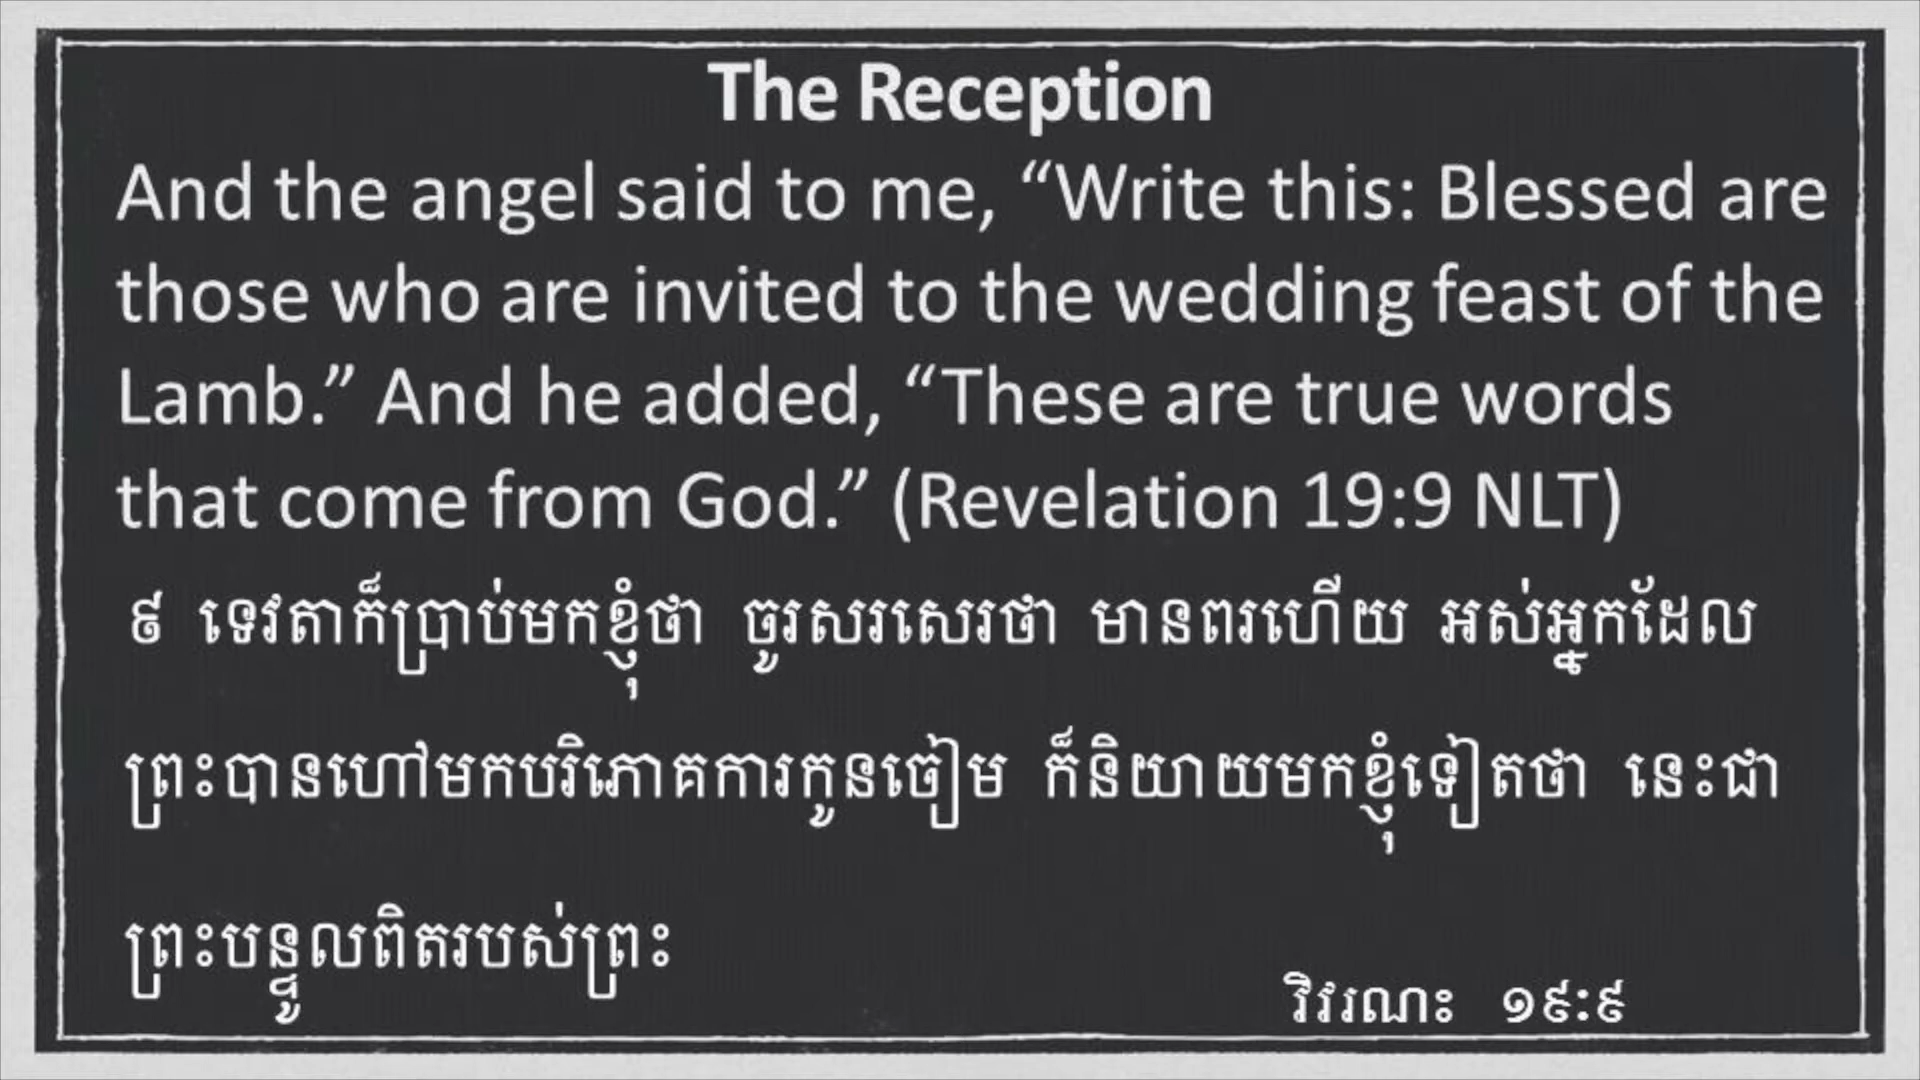 The Reception
And the angel said to me, “Write this: Blessed are
those who are invited to the wedding feast of the
Lamb.” And he added, “These are true words
that come from God.” (Revelation 19:9 NLT)
៩ ទេវតាក៏ប្រាប់មកខ្ញុំថា ចូរសរសេរថា មានពរហើយ អស់អ្នកដែល
ព្រះបានហៅមកបរិភោគការកូនចៀម ក៏និយាយមកខ្ញុំទៀតថា នេះជា
ព្រះបន្ទូលពិតរបស់ព្រះ
វិវរណះ ១៩:៩